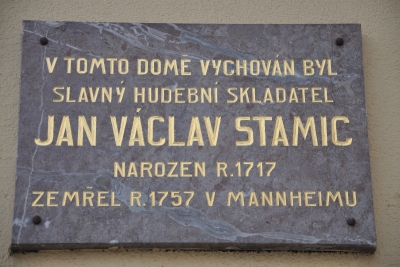 V TOMTO DOMĚ VYCHOVÁN BYL
SLAVNÝ HUDEBNÍ SKLADATEL
JAN VÁCLAV STAMIC
NAROZEN R.1717
ZEMŘEL R.1757 V MANNHEIMU